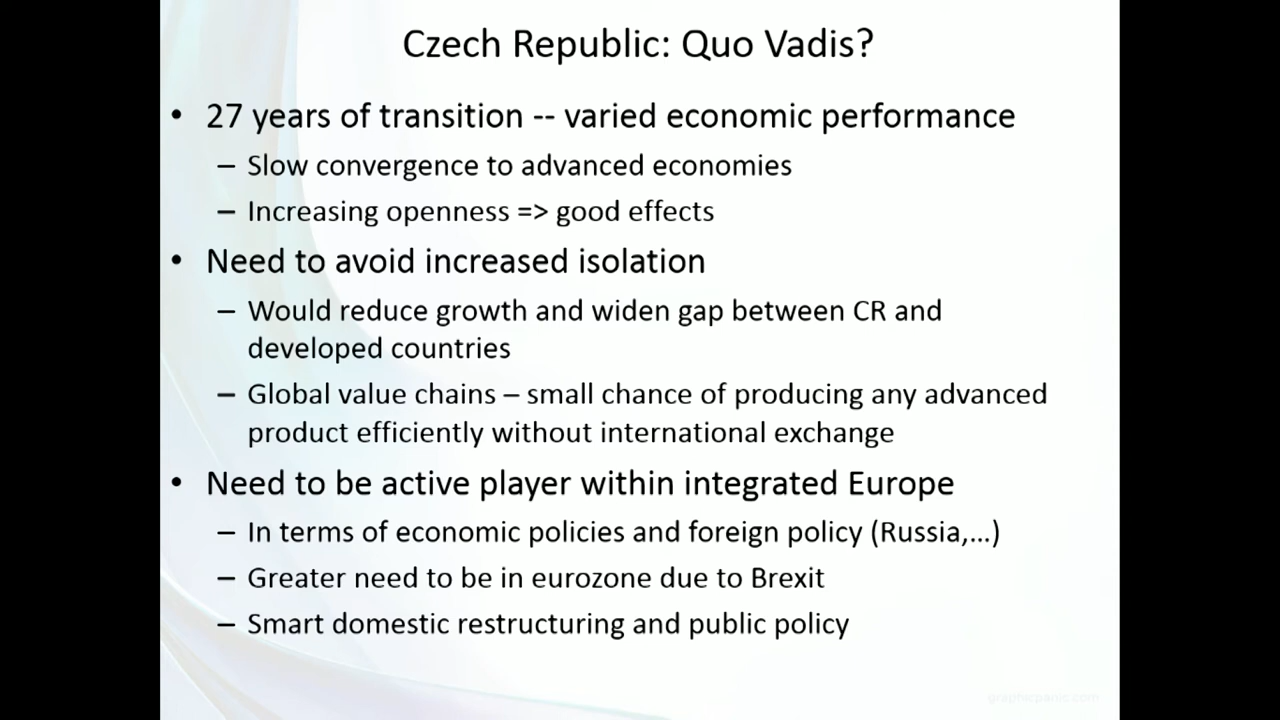 Czech Republic: Quo Vadis?
• 27 years of transition -- varied economic performance
– Slow convergence to advanced economies
– Increasing openness => good effects
• Need to avoid increased isolation
– Would reduce growth and widen gap between CR and
developed countries
– Global value chains – small chance of producing any advanced
product efficiently without international exchange
• Need to be active player within integrated Europe
– In terms of economic policies and foreign policy (Russia,...)
– Greater need to be in eurozone due to Brexit
– Smart domestic restructuring and public policy
graphicpanic.com